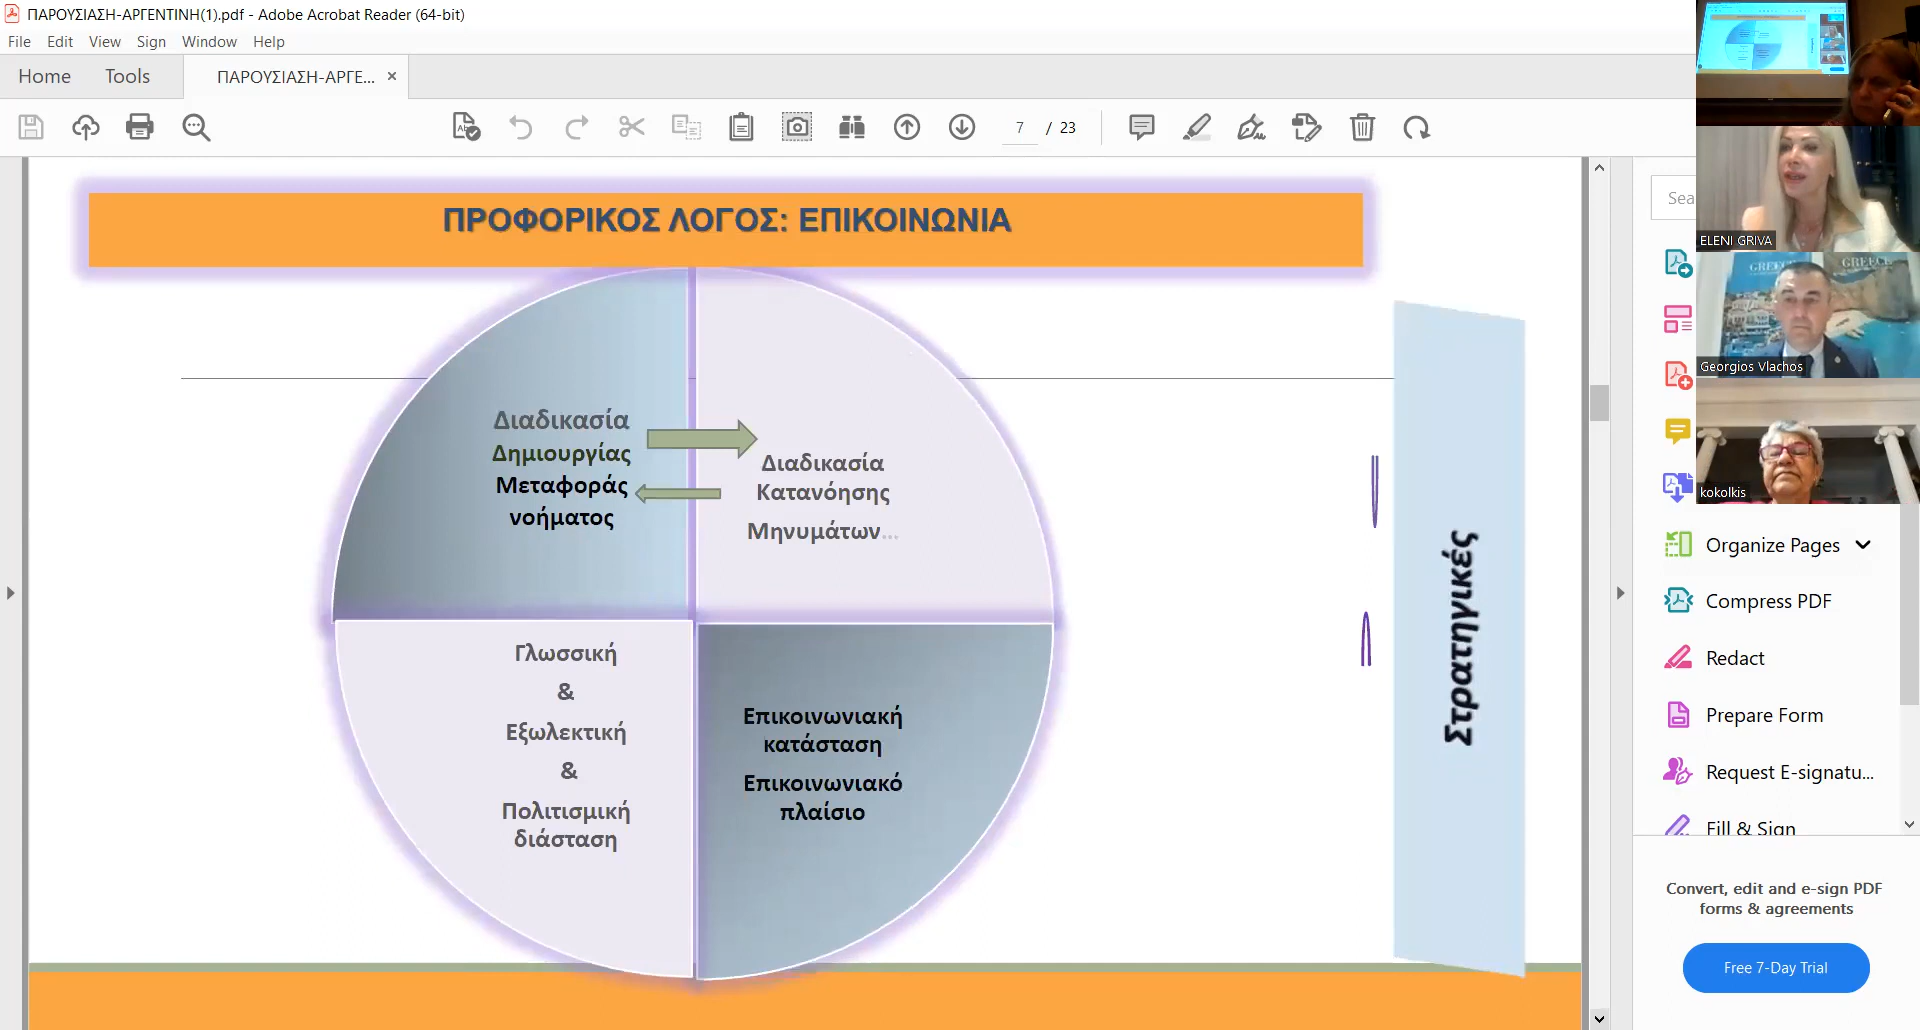 ΠΑΡΟΥΣΙΑΣΗ-ΑΡΓΕΝΤΙΝΗ(1).pdf - Adobe Acrobat Reader (64-bit)
File Edit View Sign Window Help
Home Tools ΠΑΡΟΥΣΙΑΣΗ-ΑΡΓΕ... ×
7 / 23
ΠΡΟΦΟΡΙΚΟΣ ΛΟΓΟΣ: ΕΠΙΚΟΙΝΩΝΙΑ
Διαδικασία
Δημιουργίας
Μεταφοράς
νοήματος
Διαδικασία
Κατανόησης
Μηνυμάτων...
Γλωσσική
&
Εξωλεκτική
&
Πολιτισμική
διάσταση
Επικοινωνιακή
κατάσταση
Επικοινωνιακό
πλαίσιο
Στρατηγικές
Sea
ELENI GRIVA
GREECE GREECE
Georgios Vlachos
kokolkis
Organize Pages
Compress PDF
Redact
Prepare Form
Request E-signatu...
Fill & Sign
Convert, edit and e-sign PDF
forms & agreements
Free 7-Day Trial